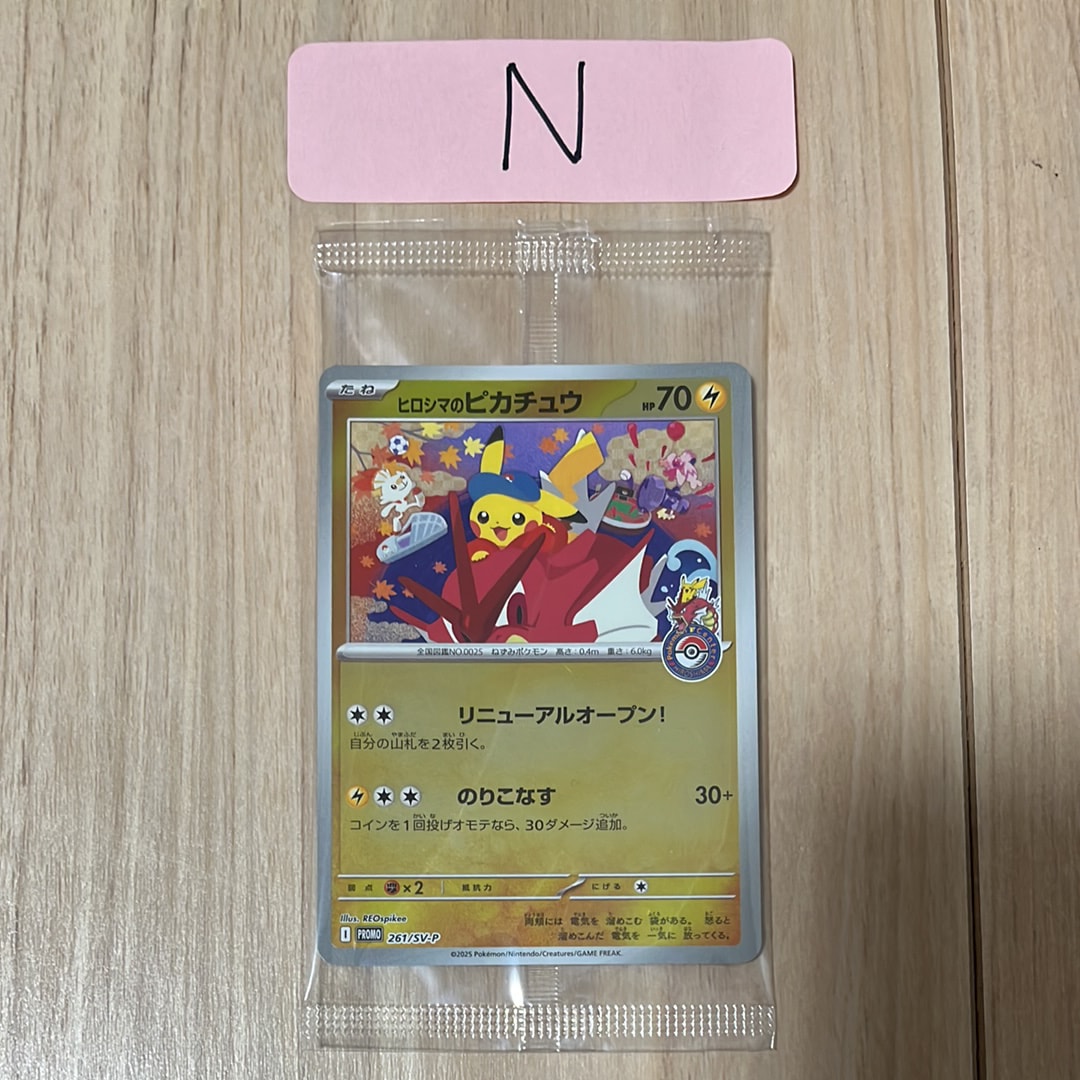 N
たね
ヒロシマのピカチュウ
HP 70
全国図鑑NO.0025 ねずみポケモン 高さ:0.4m 重さ:6.0kg
リニューアルオープン!
自分の山札を2枚引く。
のりこなす 30+
コインを1回投げオモテなら、30ダメージ追加。
弱点 ×2 抵抗力 にげる
Illus. REOspikee
両頬には 電気を 溜めこむ 袋がある。 怒ると
溜めこんだ 電気を 一気に 放ってくる。
I PROMO 261/SV-P
©2025 Pokémon/Nintendo/Creatures/GAME FREAK.